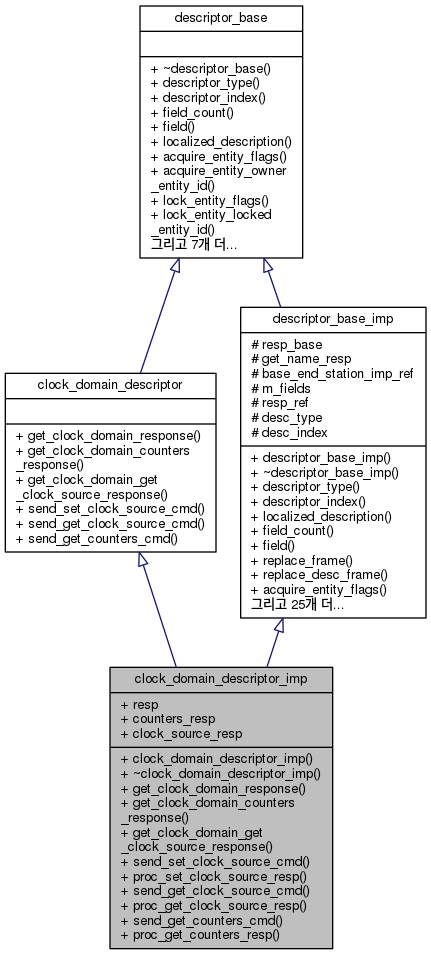 descriptor_base
+ ~descriptor_base()
+ descriptor_type()
+ descriptor_index()
+ field_count()
+ field()
+ localized_description()
+ acquire_entity_flags()
+ acquire_entity_owner
_entity_id()
+ lock_entity_flags()
+ lock_entity_locked
_entity_id()
그리고 7개 더...
descriptor_base_imp
# resp_base
# get_name_resp
# base_end_station_imp_ref
# m_fields
# resp_ref
# desc_type
# desc_index
+ descriptor_base_imp()
+ ~descriptor_base_imp()
+ descriptor_type()
+ descriptor_index()
+ localized_description()
+ field_count()
+ field()
+ replace_frame()
+ replace_desc_frame()
+ acquire_entity_flags()
그리고 25개 더...
clock_domain_descriptor
+ get_clock_domain_response()
+ get_clock_domain_counters
_response()
+ get_clock_domain_get
_clock_source_response()
+ send_set_clock_source_cmd()
+ send_get_clock_source_cmd()
+ send_get_counters_cmd()
clock_domain_descriptor_imp
+ resp
+ counters_resp
+ clock_source_resp
+ clock_domain_descriptor_imp()
+ ~clock_domain_descriptor_imp()
+ get_clock_domain_response()
+ get_clock_domain_counters
_response()
+ get_clock_domain_get
_clock_source_response()
+ send_set_clock_source_cmd()
+ proc_set_clock_source_resp()
+ send_get_clock_source_cmd()
+ proc_get_clock_source_resp()
+ send_get_counters_cmd()
+ proc_get_counters_resp()